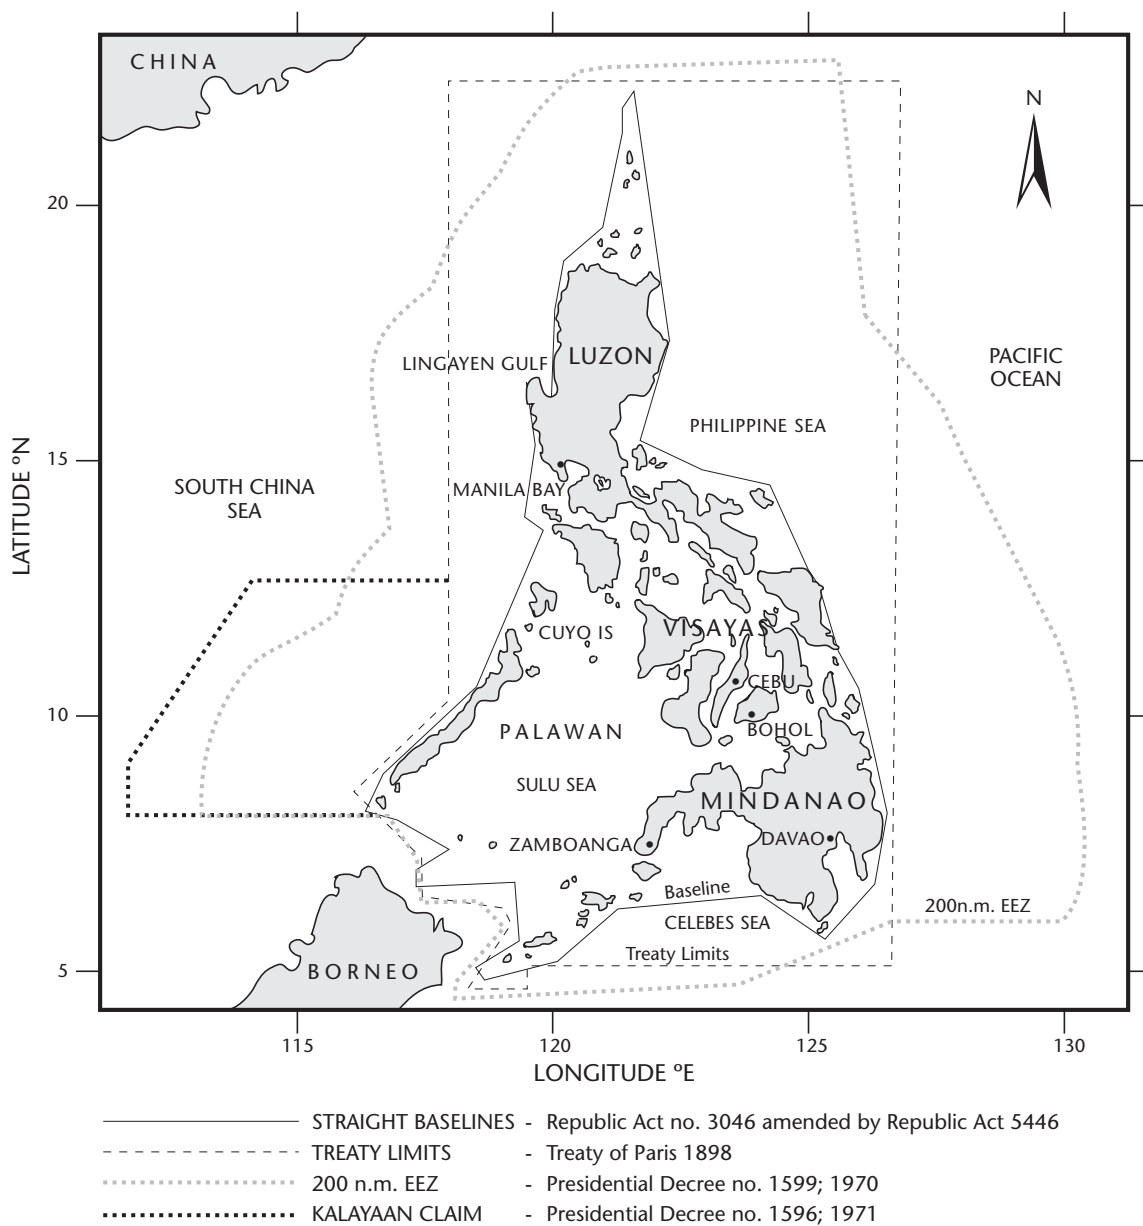 CHINA
N
20
LUZON
LINGAYEN GULF
PACIFIC
OCEAN
PHILIPPINE SEA
15
SOUTH CHINA
SEA
MANILA BAY
LATITUDE ºN
VISAYAS
CUYO IS
CEBU
10
PALAWAN
BOHOL
SULU SEA
MINDANAO
ZAMBOANGA
DAVAO
Baseline
200n.m. EEZ
CELEBES SEA
Treaty Limits
5
BORNEO
115
120
125
130
LONGITUDE ºE
STRAIGHT BASELINES - Republic Act no. 3046 amended by Republic Act 5446
TREATY LIMITS - Treaty of Paris 1898
200 n.m. EEZ - Presidential Decree no. 1599; 1970
KALAYAAN CLAIM - Presidential Decree no. 1596; 1971